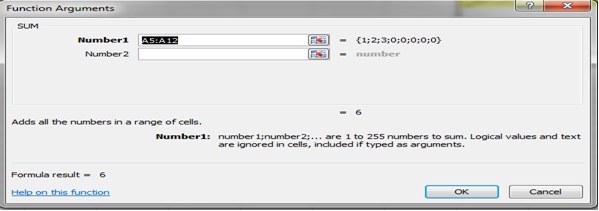 Function Arguments
SUM
Number1 A5:A12 = {1;2;3;0;0;0;0;0}
Number2 = number
= 6
Adds all the numbers in a range of cells.
Number1: number1;number2;... are 1 to 255 numbers to sum. Logical values and text
are ignored in cells, included if typed as arguments.
Formula result = 6
Help on this function
OK Cancel